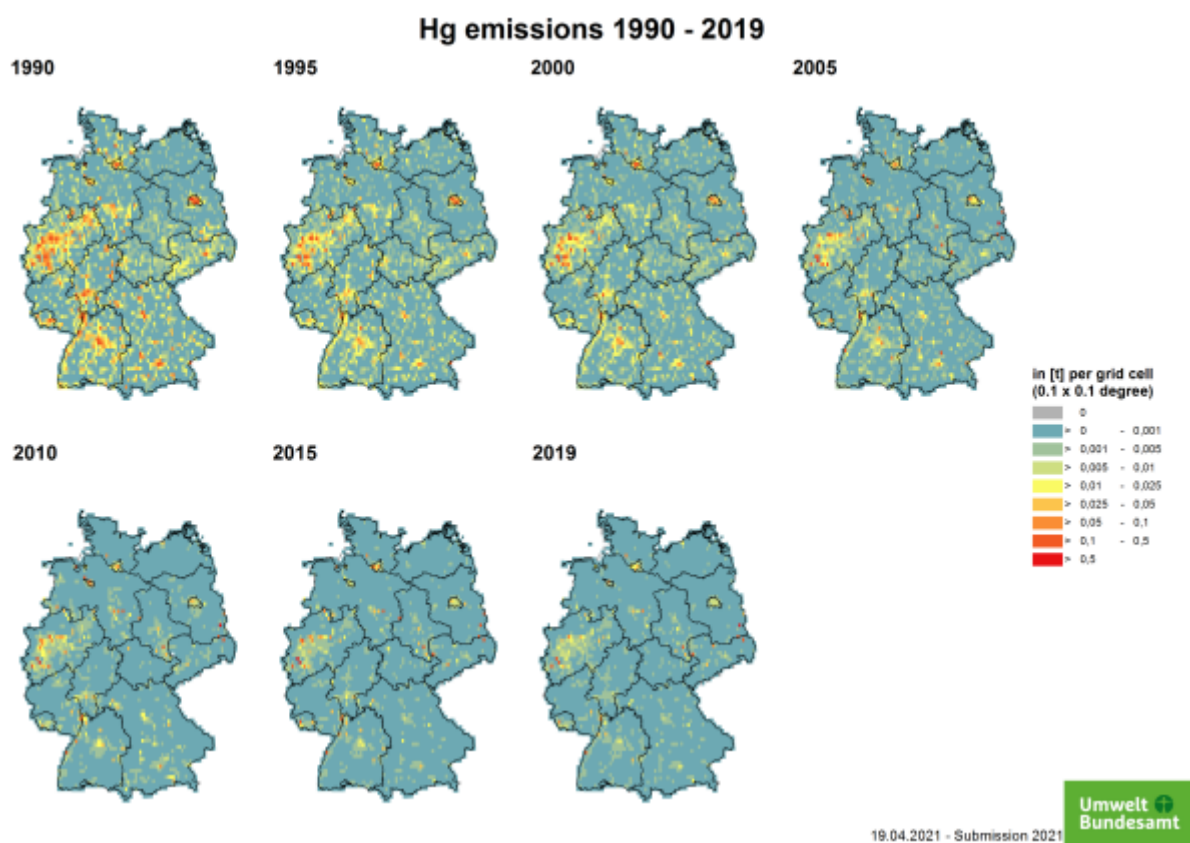 Hg emissions 1990 - 2019
1990
1995
2000
2005
2010
2015
2019
in [t] per grid cell
(0.1 x 0.1 degree)
0
> 0 - 0,001
> 0,001 - 0,005
> 0,005 - 0,01
> 0,01 - 0,025
> 0,025 - 0,05
> 0,05 - 0,1
> 0,1 - 0,5
> 0,5
Umwelt
Bundesamt
19.04.2021 - Submission 2021